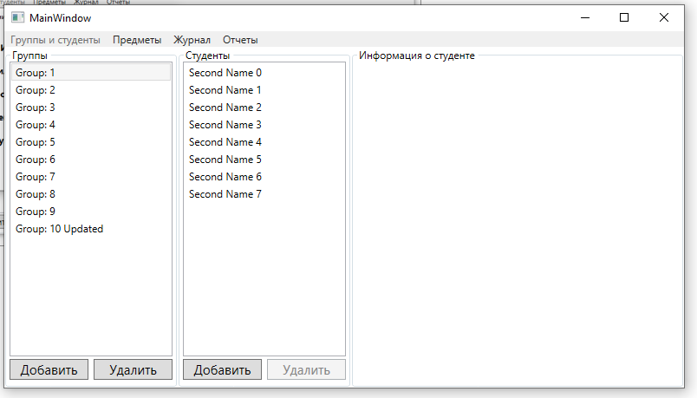 MainWindow
Группы и студенты Предметы Журнал Отчеты
Группы
Group: 1
Group: 2
Group: 3
Group: 4
Group: 5
Group: 6
Group: 7
Group: 8
Group: 9
Group: 10 Updated
Добавить Удалить
Студенты
Second Name 0
Second Name 1
Second Name 2
Second Name 3
Second Name 4
Second Name 5
Second Name 6
Second Name 7
Добавить Удалить
Информация о студенте